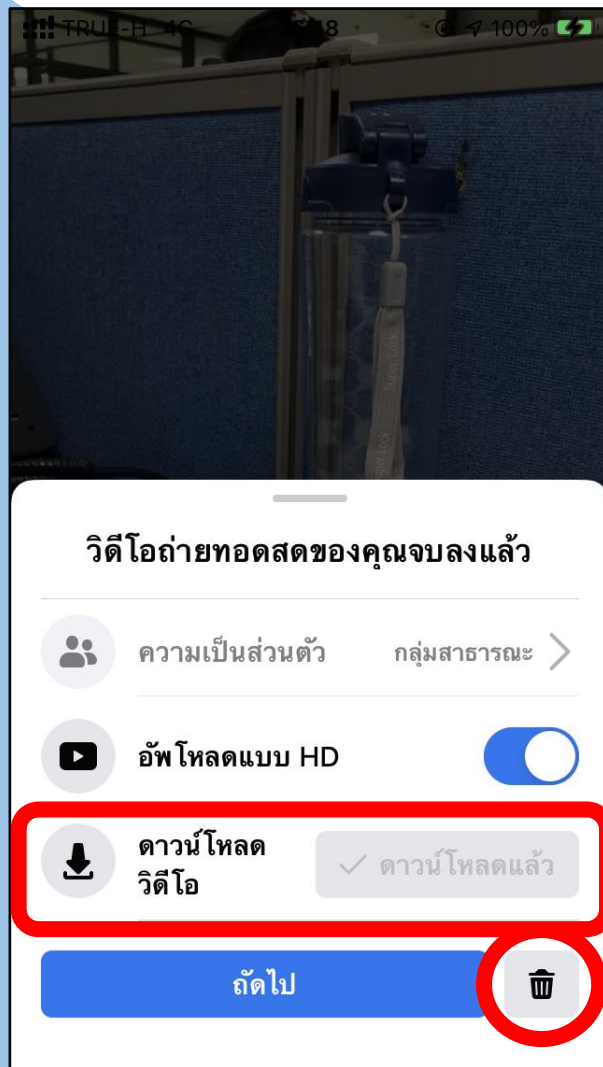 TRUE-H 4G 100%
Super Lock
Super Lock
วิดีโอถ่ายทอดสดของคุณจบลงแล้ว
ความเป็นส่วนตัว กลุ่มสาธารณะ
อัพโหลดแบบ HD
ดาวน์โหลด
วิดีโอ
ดาวน์โหลดแล้ว
ถัดไป